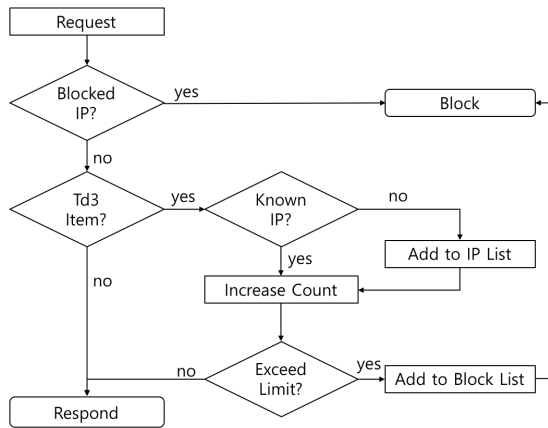 Request
Blocked
IP?
yes
Block
no
Td3
Item?
yes
Known
IP?
no
Add to IP List
yes
no
Increase Count
Exceed
Limit?
yes
no
Add to Block List
Respond